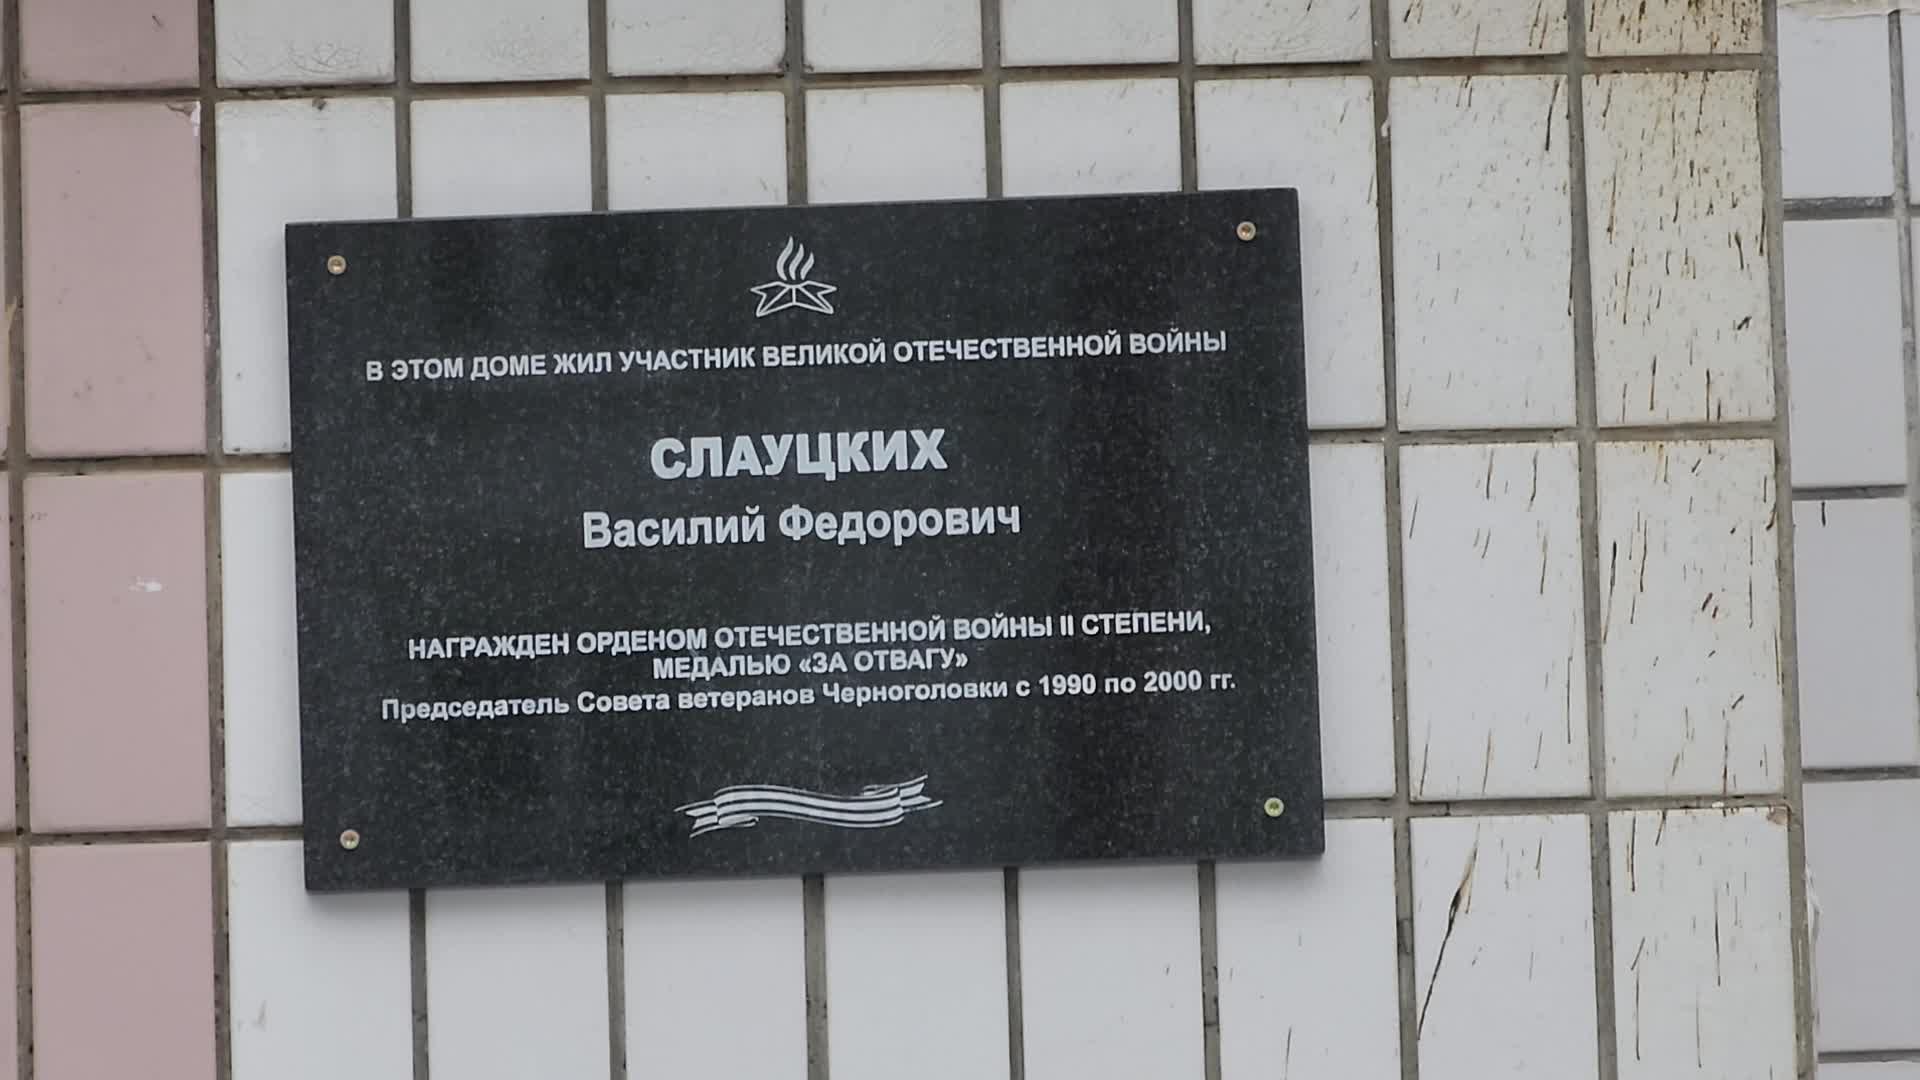 В ЭТОМ ДОМЕ ЖИЛ УЧАСТНИК ВЕЛИКОЙ ОТЕЧЕСТВЕННОЙ ВОЙНЫ
СЛАУЦКИХ
Василий Федорович
НАГРАЖДЕН ОРДЕНОМ ОТЕЧЕСТВЕННОЙ ВОЙНЫ II СТЕПЕНИ,
МЕДАЛЬЮ «ЗА ОТВАГУ»
Председатель Совета ветеранов Черноголовки с 1990 по 2000 гг.